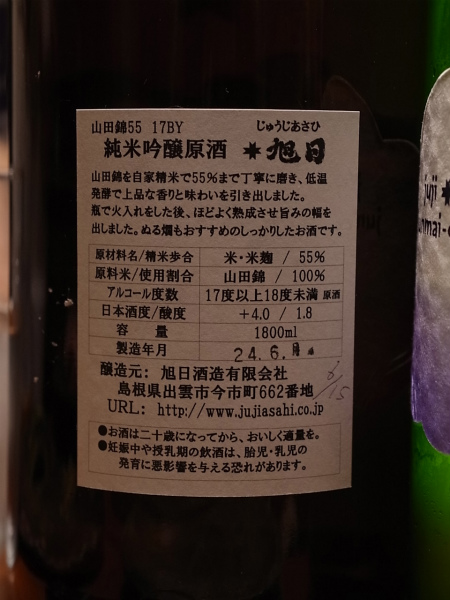 山田錦55 17BY
じゅうじあさひ
純米吟醸原酒 旭日
山田錦を自家精米で55%まで丁寧に磨き、低温
発酵で上品な香りと味わいを引き出しました。
瓶で火入れをした後、ほどよく熟成させ旨みの幅を
出しました。ぬる燗もおすすめのしっかりしたお酒です。
原材料名/精米歩合 米・米麹 / 55%
原料米/使用割合 山田錦 / 100%
アルコール度数 17度以上18度未満 原酒
日本酒度/酸度 +4.0 / 1.8
容量 1800ml
製造年月 24.6.
醸造元: 旭日酒造有限会社
島根県出雲市今市町662番地
URL: http://www.jujiasahi.co.jp
6/15
●お酒は二十歳になってから、おいしく適量を。
●妊娠中や授乳期の飲酒は、胎児・乳児の
発育に悪影響を与える恐れがあります。
juji